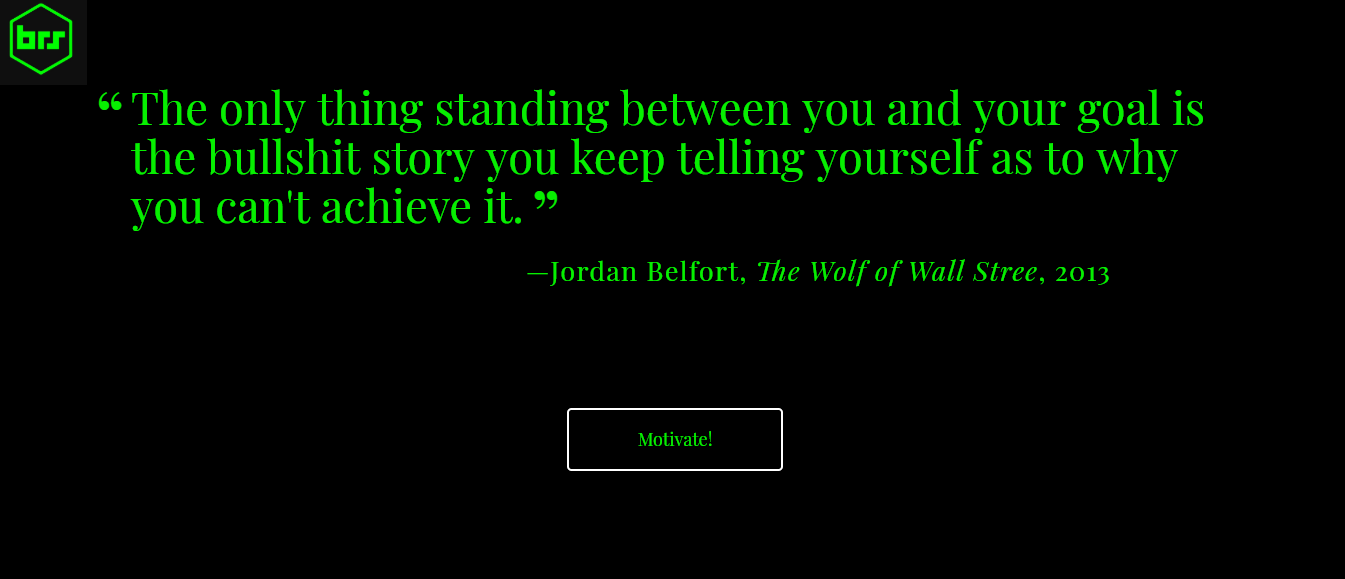 brs
“The only thing standing between you and your goal is
the bullshit story you keep telling yourself as to why
you can't achieve it.”
—Jordan Belfort, The Wolf of Wall Stree, 2013
Motivate!